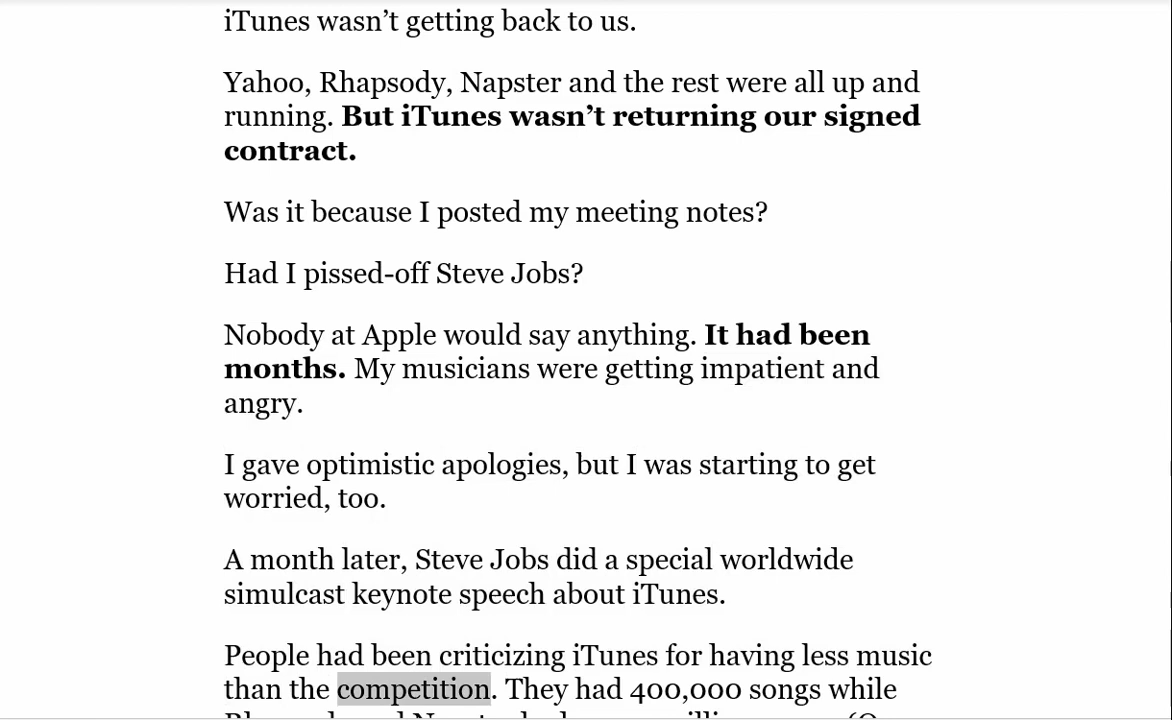 iTunes wasn’t getting back to us.
Yahoo, Rhapsody, Napster and the rest were all up and
running. But iTunes wasn’t returning our signed
contract.
Was it because I posted my meeting notes?
Had I pissed-off Steve Jobs?
Nobody at Apple would say anything. It had been
months. My musicians were getting impatient and
angry.
I gave optimistic apologies, but I was starting to get
worried, too.
A month later, Steve Jobs did a special worldwide
simulcast keynote speech about iTunes.
People had been criticizing iTunes for having less music
than the competition. They had 400,000 songs while